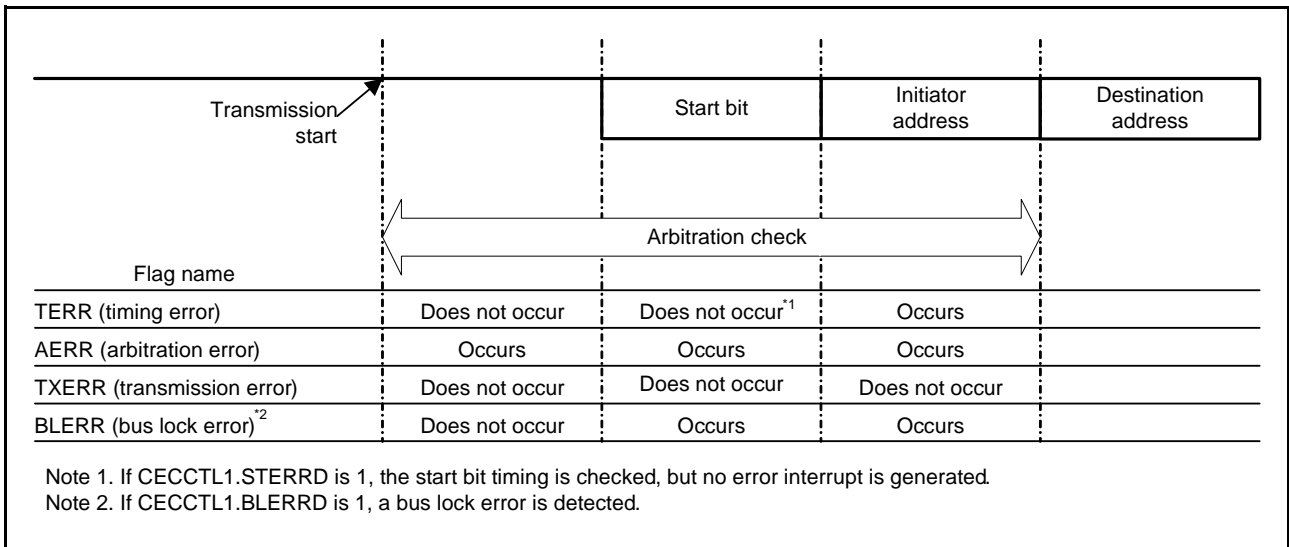 Transmission
start
Start bit
Initiator
address
Destination
address
Arbitration check
Flag name
TERR (timing error) Does not occur Does not occur*1 Occurs
AERR (arbitration error) Occurs Occurs Occurs
TXERR (transmission error) Does not occur Does not occur Does not occur
BLERR (bus lock error)*2 Does not occur Occurs Occurs
Note 1. If CECCTL1.STERRD is 1, the start bit timing is checked, but no error interrupt is generated.
Note 2. If CECCTL1.BLERRD is 1, a bus lock error is detected.